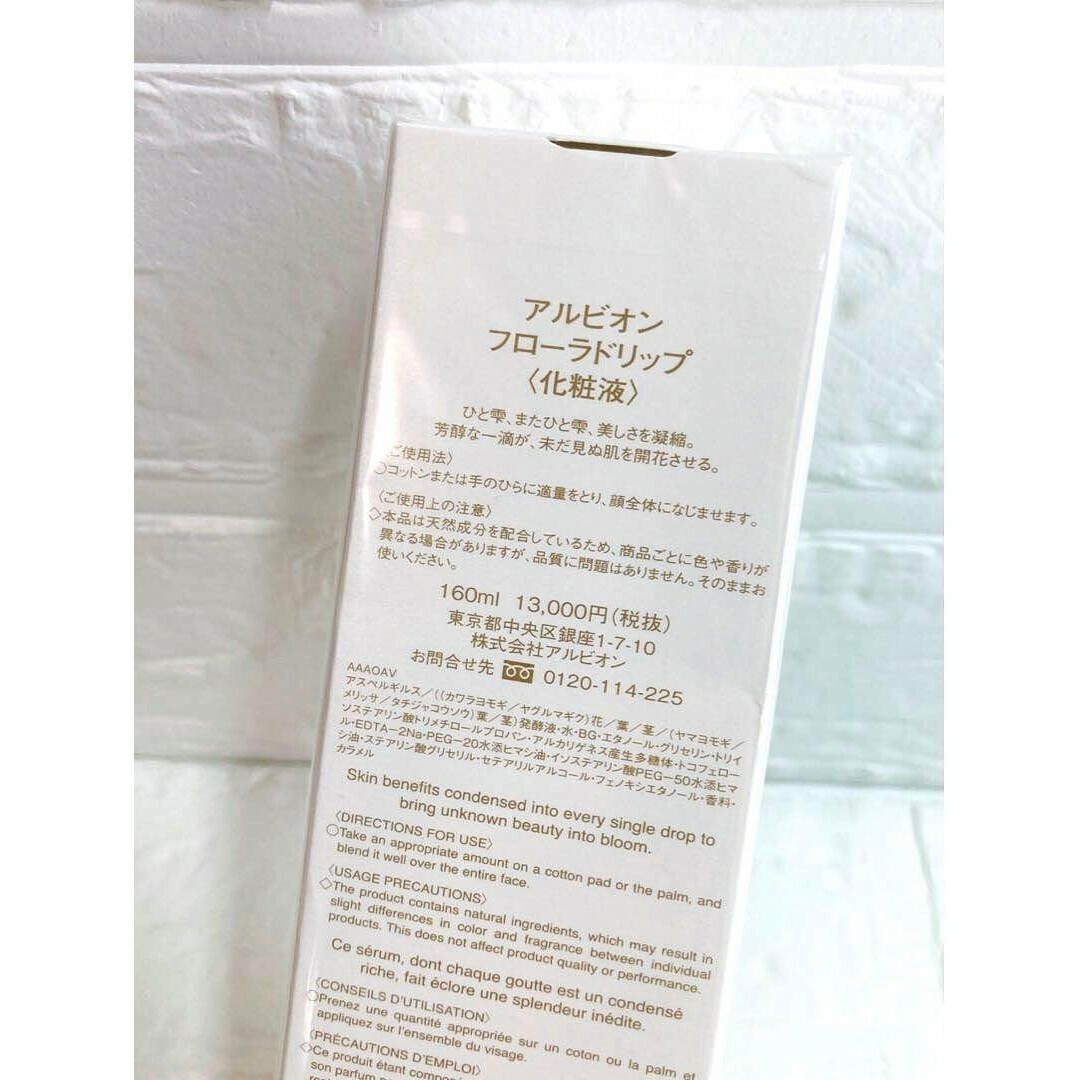 アルビオン
フローラドリップ
〈化粧液〉
ひと雫、またひと雫、美しさを凝縮。
芳醇な一滴が、未だ見ぬ肌を開花させる。
ご使用法〉
○コットンまたは手のひらに適量をとり、顔全体になじませます。
〈ご使用上の注意〉
◇本品は天然成分を配合しているため、商品ごとに色や香りが
異なる場合がありますが、品質に問題はありません。そのままお
使いください。
160ml 13,000円(税抜)
東京都中央区銀座1-7-10
株式会社アルビオン
お問合せ先 0120-114-225
AAAOAV
アスペルギルス/((カワラヨモギ/ヤグルマギク)花/葉/茎/(ヤマヨモギ/
メリッサ/タチジャコウソウ)葉/茎)発酵液・水・BG・エタノール・グリセリン・トリイ
ソステアリン酸トリメチロールプロパン・アルカリゲネス産生多糖体・トコフェロー
ル・EDTA－2Na・PEG－20水添ヒマシ油・イソステアリン酸PEG－50水添ヒマ
シ油・ステアリン酸グリセリル・セテアリルアルコール・フェノキシエタノール・香料・
カラメル
Skin benefits condensed into every single drop to
bring unknown beauty into bloom.
〈DIRECTIONS FOR USE〉
○Take an appropriate amount on a cotton pad or the palm, and
blend it well over the entire face.
〈USAGE PRECAUTIONS〉
◇The product contains natural ingredients, which may result in
slight differences in color and fragrance between individual
products. This does not affect product quality or performance.
Ce sérum, dont chaque goutte est un condensé
riche, fait éclore une splendeur inédite.
〈CONSEILS D'UTILISATION〉
○Prenez une quantité appropriée sur un coton ou la palm et
appliquez sur l'ensemble du visage.
〈PRÉCAUTIONS D'EMPLOI〉
◇Ce produit étant compos
son parfum